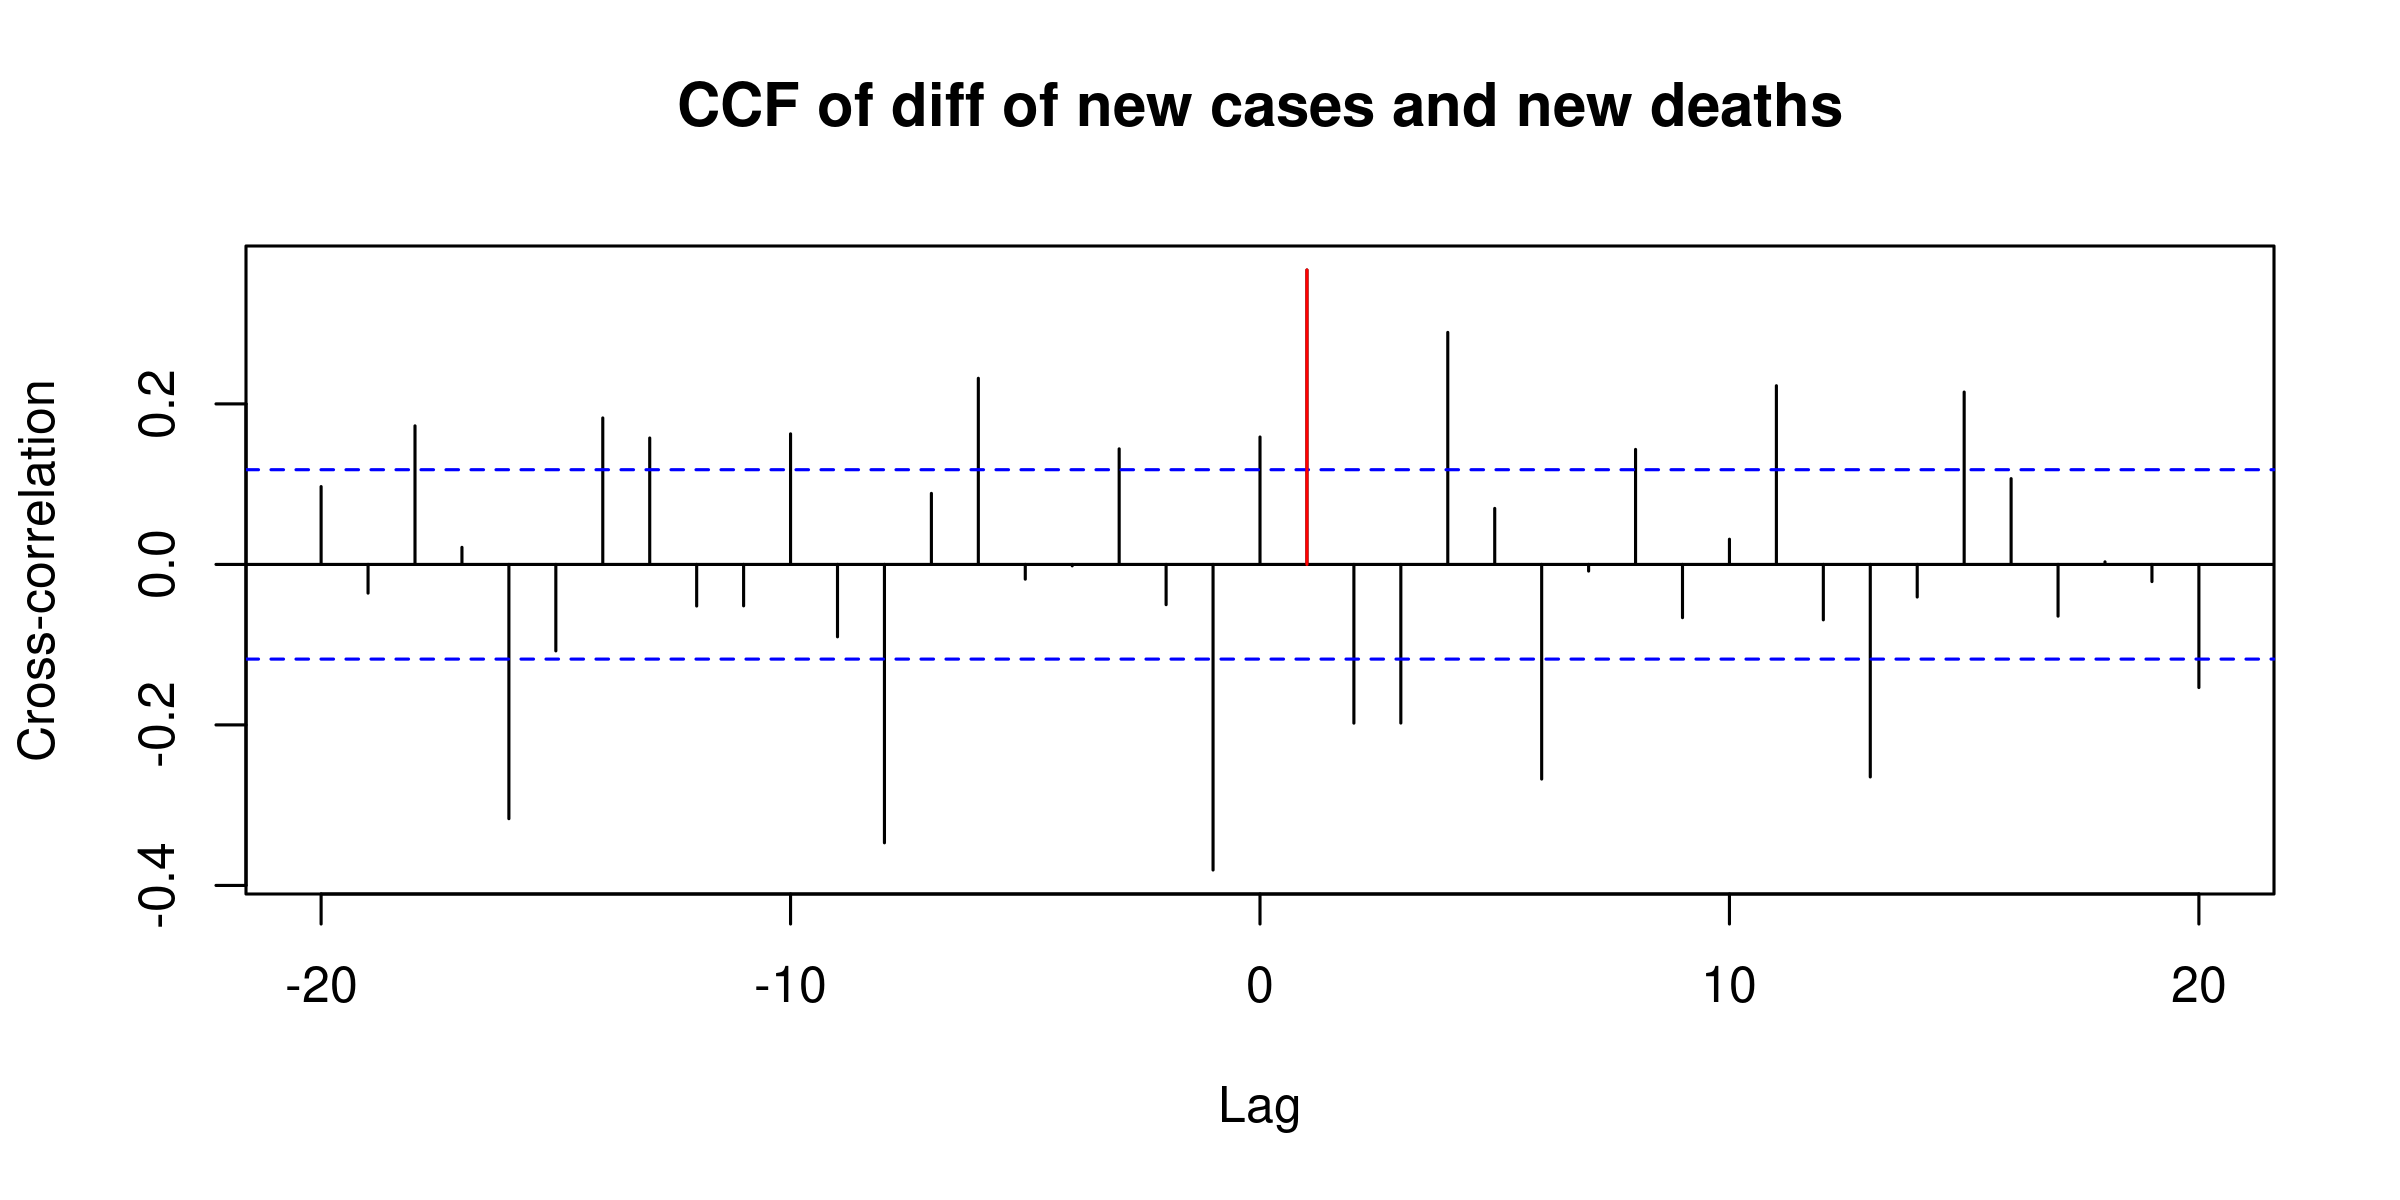 CCF of diff of new cases and new deaths
Cross-correlation
0.2
0.0
-0.2
-0.4
-20 -10 0 10 20
Lag